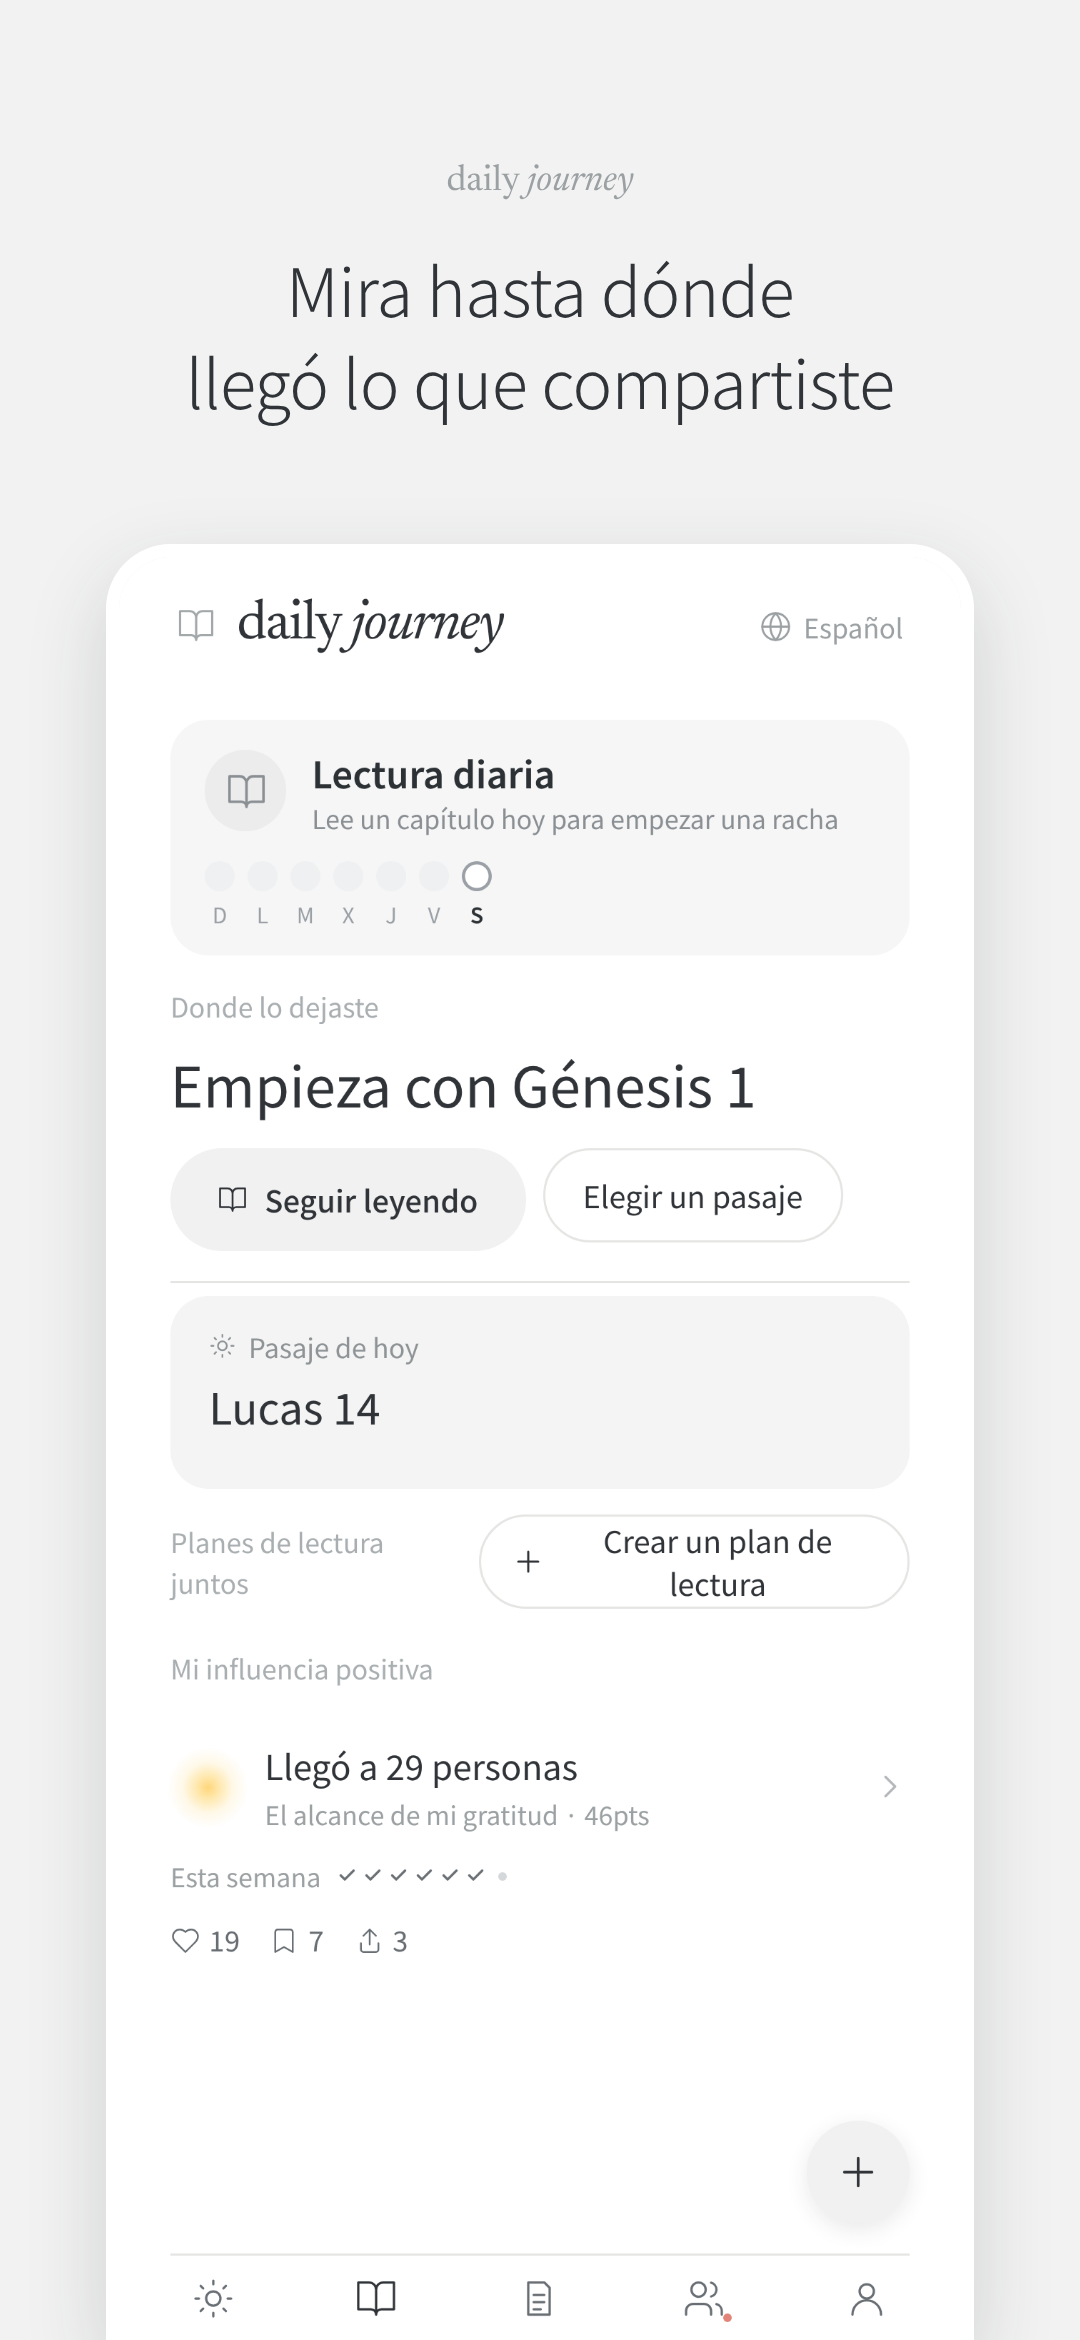 daily journey
Mira hasta dónde
llegó lo que compartiste
daily journey
Español
Lectura diaria
Lee un capítulo hoy para empezar una racha
D L M X J V S
Donde lo dejaste
Empieza con Génesis 1
Seguir leyendo
Elegir un pasaje
Pasaje de hoy
Lucas 14
Planes de lectura
juntos
Crear un plan de
lectura
Mi influencia positiva
Llegó a 29 personas
El alcance de mi gratitud · 46pts
Esta semana
19 7 3